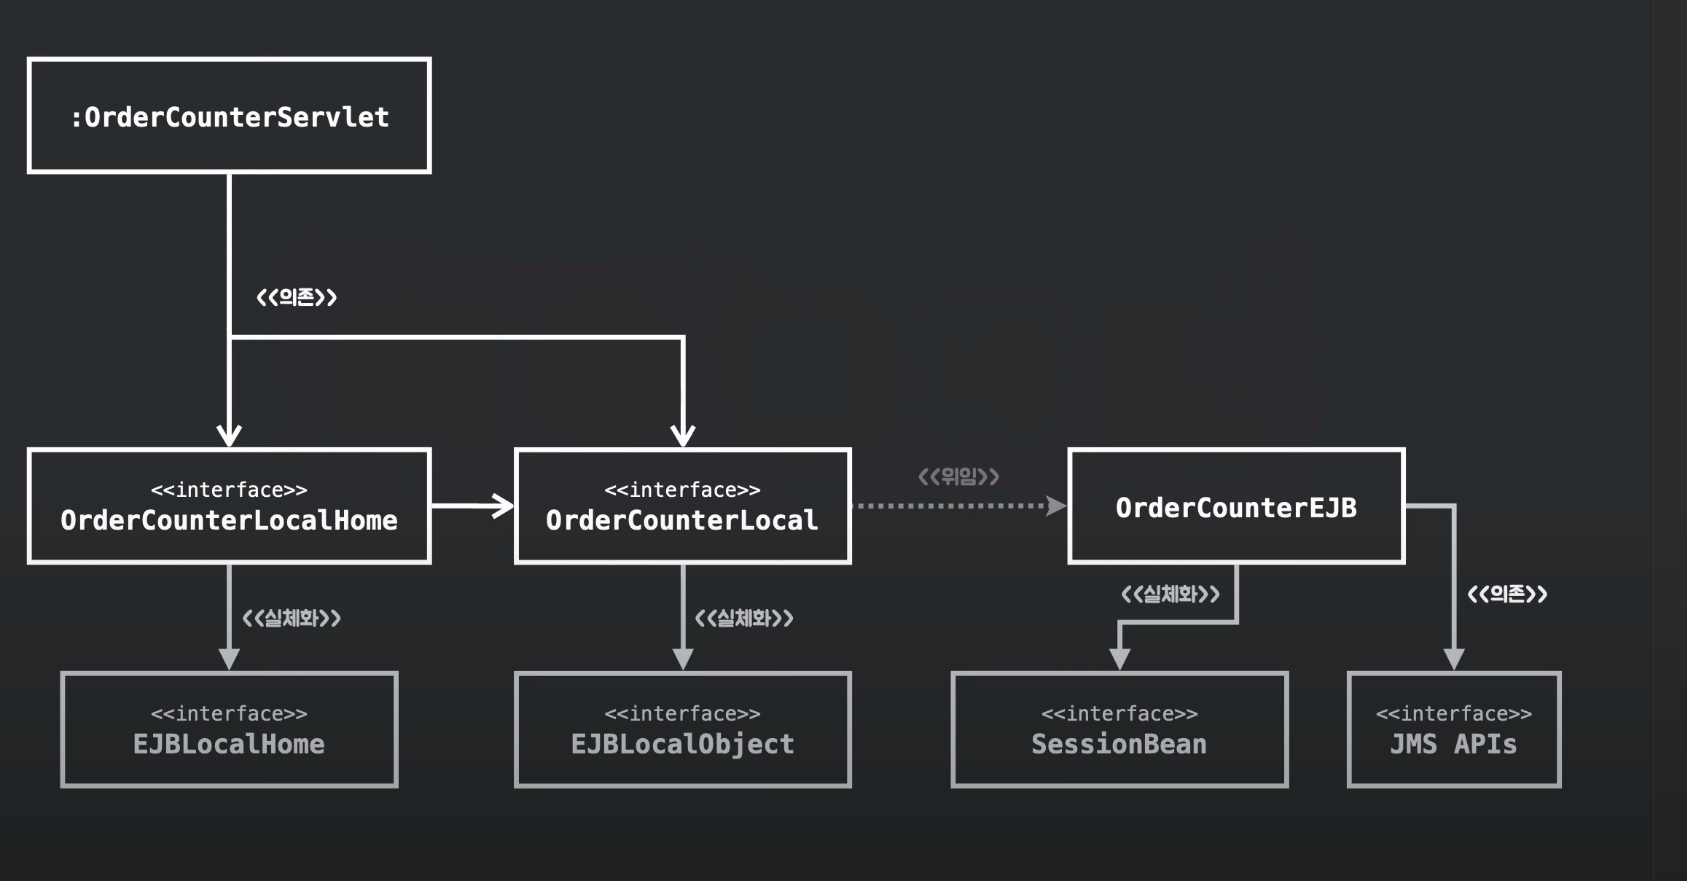 :OrderCounterServlet
<<의존>>
<<interface>>
OrderCounterLocalHome
<<interface>>
OrderCounterLocal
<<위임>>
OrderCounterEJB
<<실체화>>
<<실체화>>
<<실체화>>
<<의존>>
<<interface>>
EJBLocalHome
<<interface>>
EJBLocalObject
<<interface>>
SessionBean
<<interface>>
JMS APIs